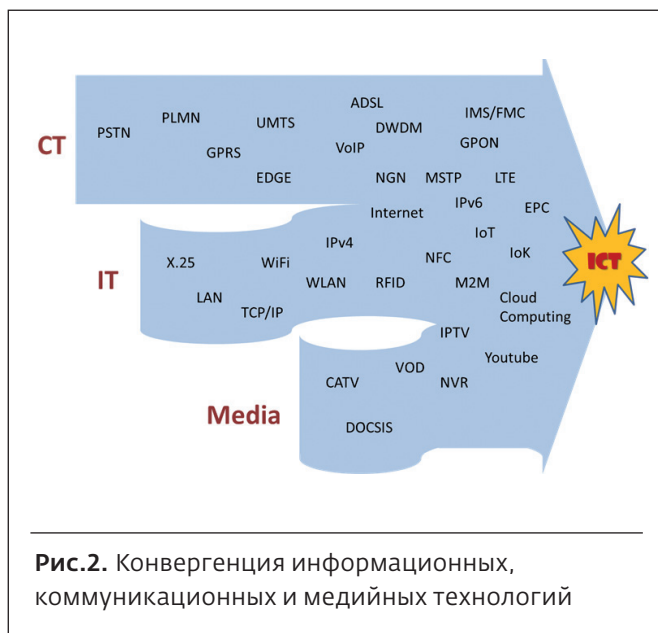 ADSL
IMS/FMC
PLMN
UMTS
DWDM
PSTN
CT
GPRS
VoIP
GPON
EDGE
NGN
MSTP
LTE
Internet
IPv6
EPC
IPv4
IoT
IoK
ICT
X.25
WiFi
NFC
IT
LAN
WLAN
RFID
M2M
TCP/IP
Cloud
Computing
IPTV
Youtube
VOD
CATV
NVR
Media
DOCSIS
Рис.2. Конвергенция информационных,
коммуникационных и медийных технологий